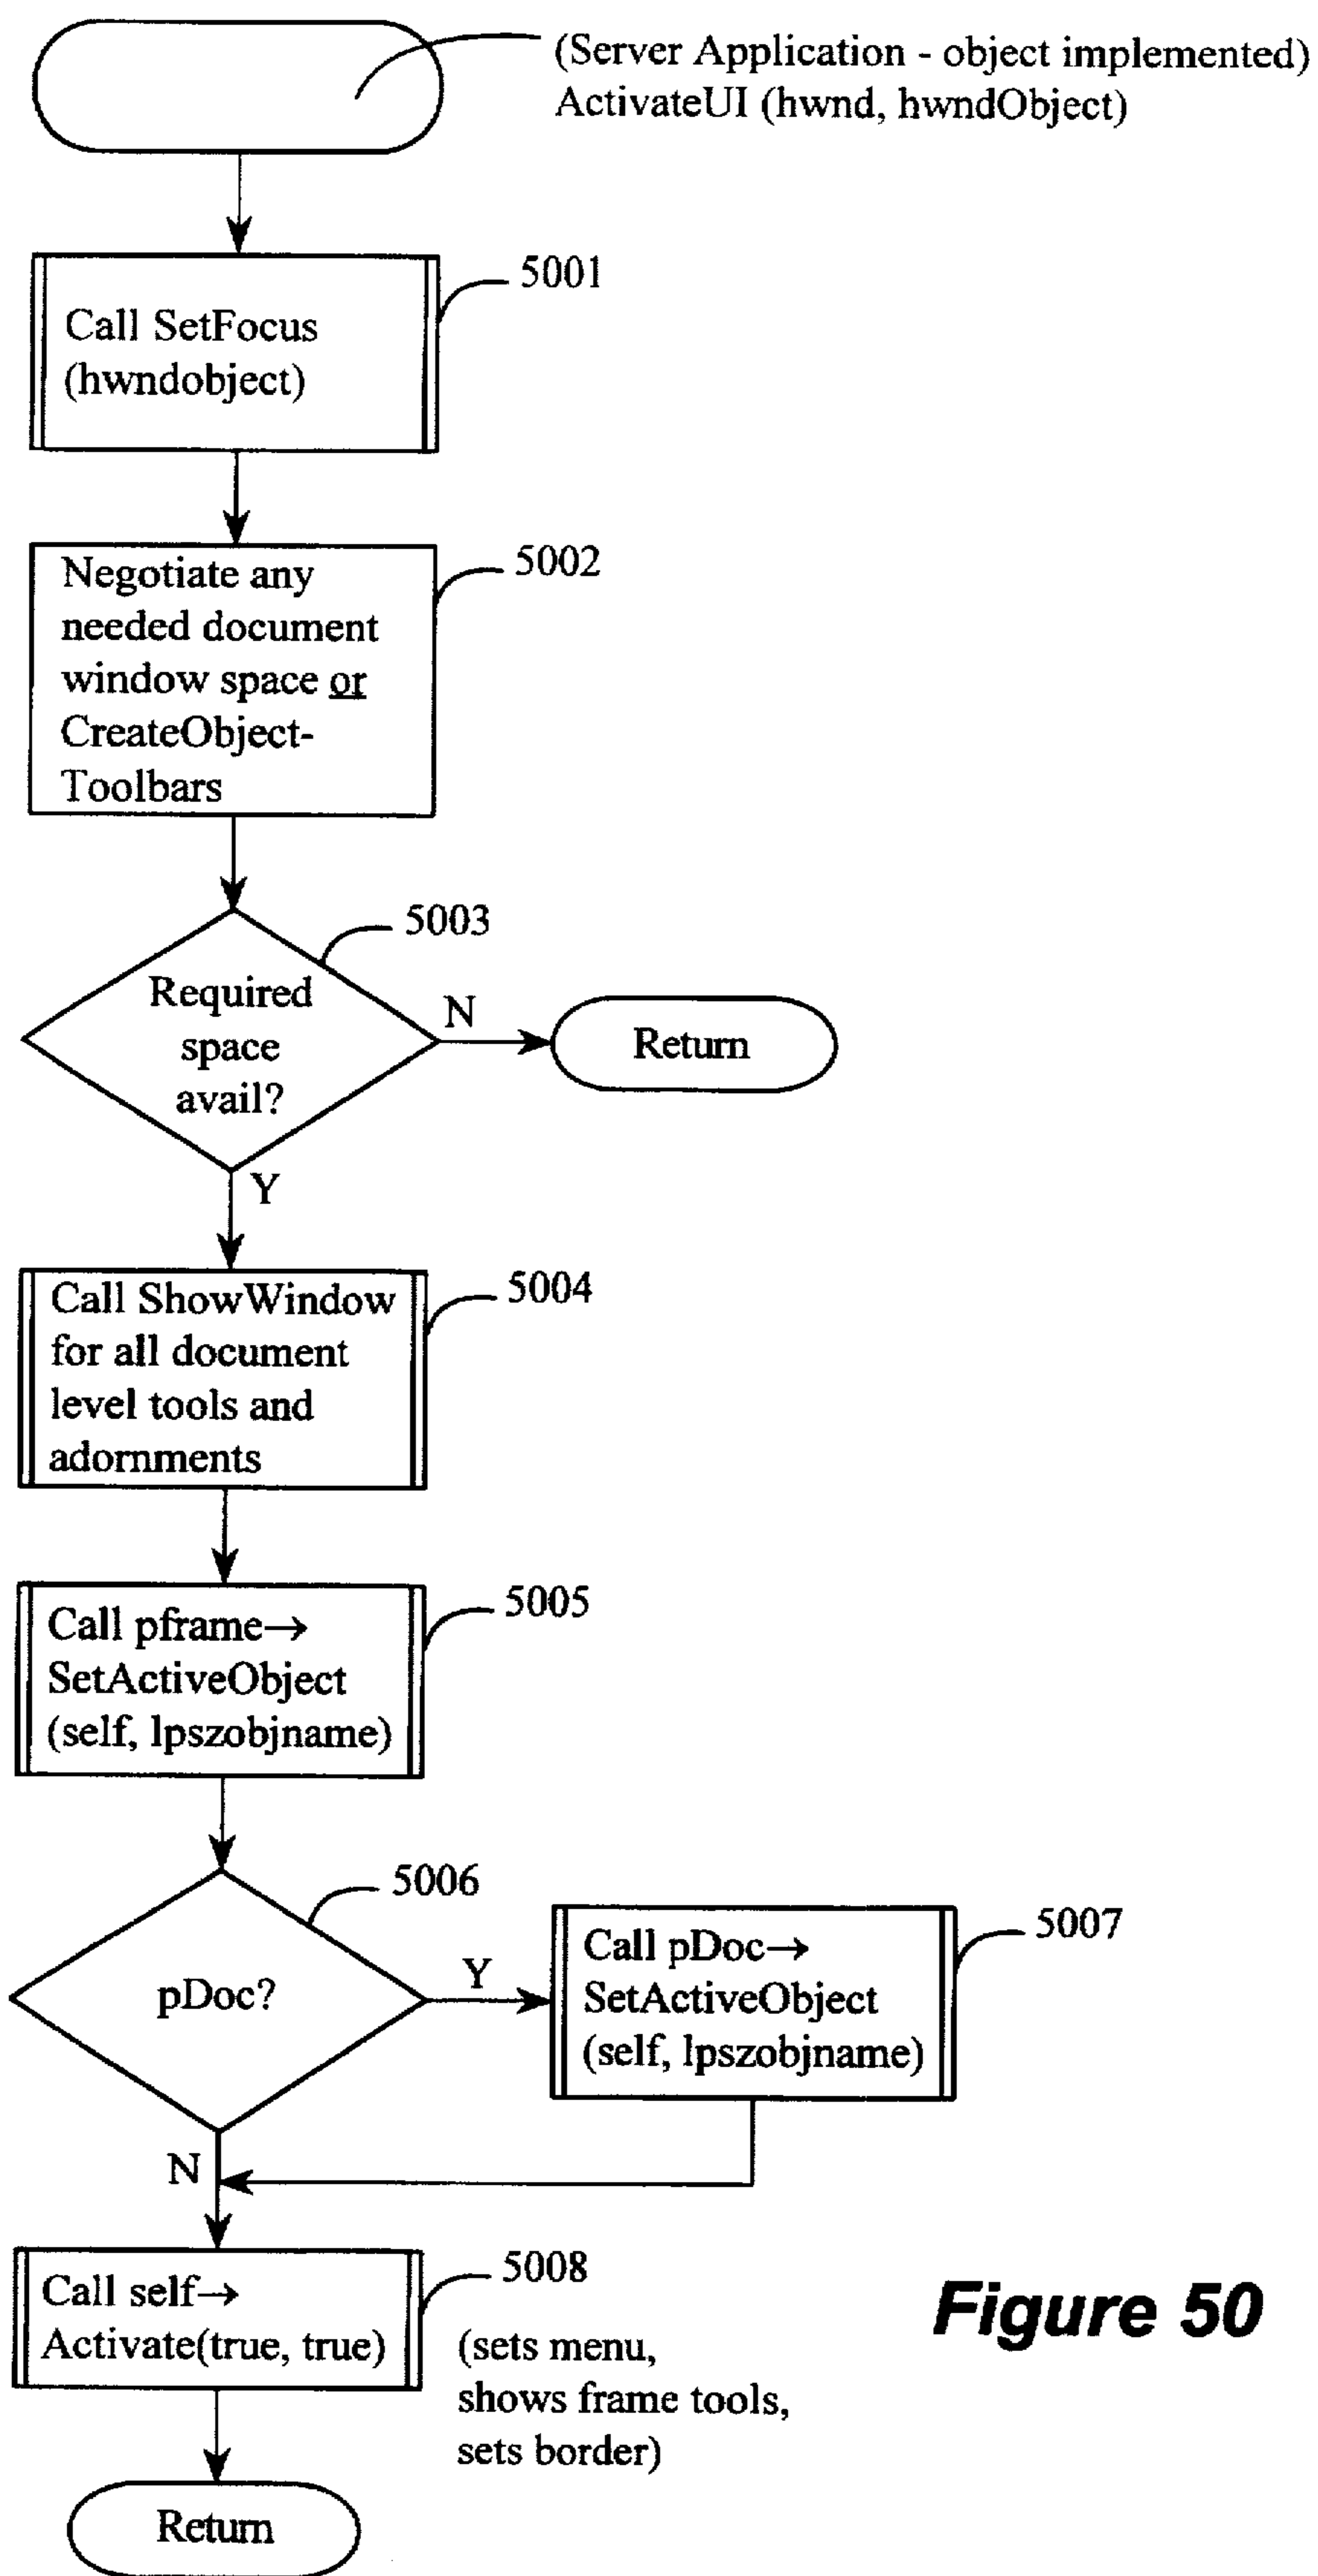 (Server Application - object implemented)
ActivateUI (hwnd, hwndObject)
5001
Call SetFocus
(hwndobject)
5002
Negotiate any
needed document
window space or
CreateObject-
Toolbars
5003
Required
space
avail?
N
Return
Y
5004
Call ShowWindow
for all document
level tools and
adornments
5005
Call pframe→
SetActiveObject
(self, lpszobjname)
5006
pDoc?
Y
5007
Call pDoc→
SetActiveObject
(self, lpszobjname)
N
5008
Call self→
Activate(true, true)
(sets menu,
shows frame tools,
sets border)
Return
Figure 50